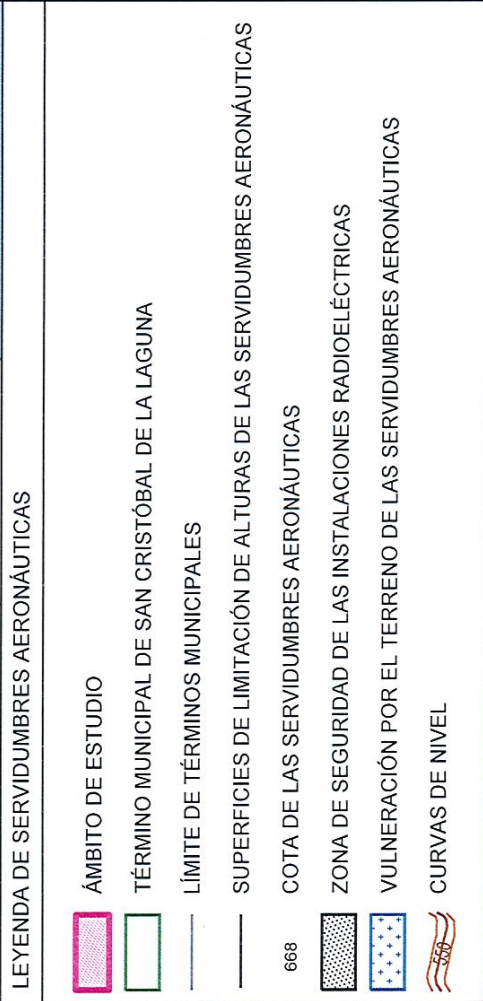 LEYENDA DE SERVIDUMBRES AERONÁUTICAS
ÁMBITO DE ESTUDIO
TÉRMINO MUNICIPAL DE SAN CRISTÓBAL DE LA LAGUNA
LÍMITE DE TÉRMINOS MUNICIPALES
SUPERFICIES DE LIMITACIÓN DE ALTURAS DE LAS SERVIDUMBRES AERONÁUTICAS
668 COTA DE LAS SERVIDUMBRES AERONÁUTICAS
ZONA DE SEGURIDAD DE LAS INSTALACIONES RADIOELÉCTRICAS
VULNERACIÓN POR EL TERRENO DE LAS SERVIDUMBRES AERONÁUTICAS
550 CURVAS DE NIVEL